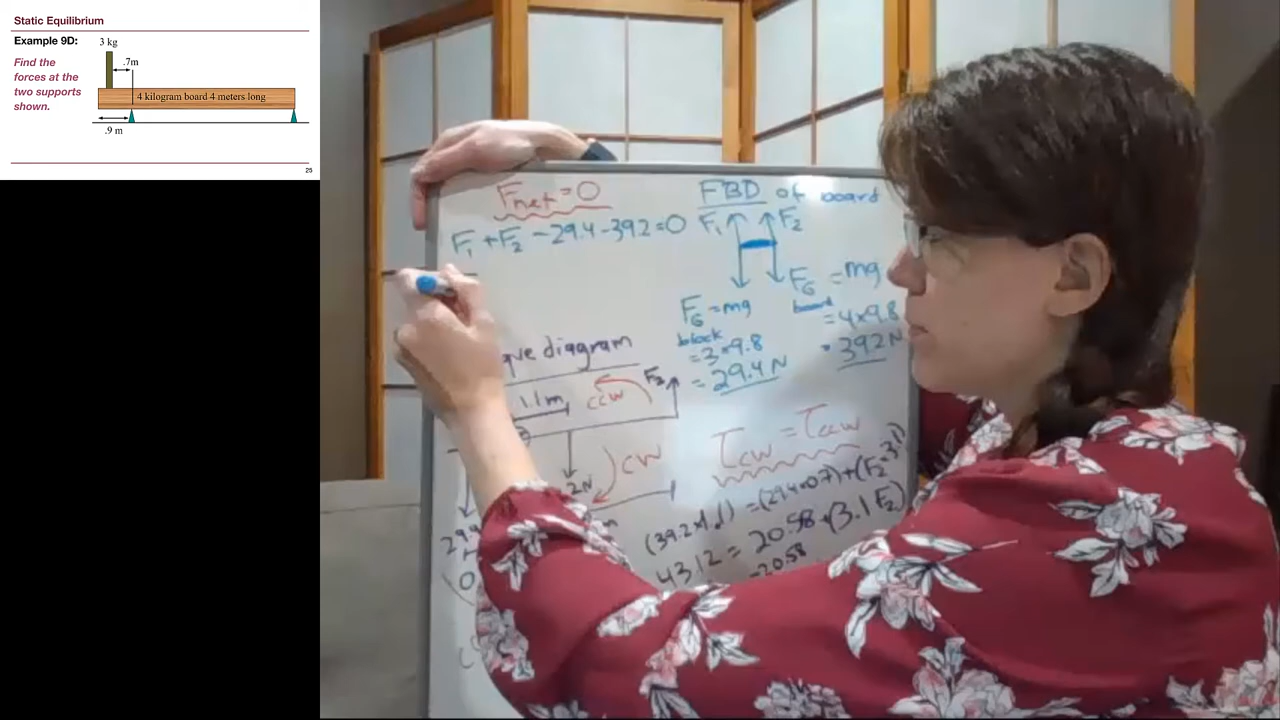 Static Equilibrium
Example 9D:
Find the
forces at the
two supports
shown.
3 kg
.7m
4 kilogram board 4 meters long
.9 m
25
Fnet = 0
F1 + F2 - 29.4 - 39.2 = 0
FBD of board
F1 F2
FG = mg
block
= 3 × 9.8
= 29.4 N
FG = mg
board
= 4 × 9.8
= 39.2 N
que diagram
1.1m
CCW
F2
CW
2N
29.4
τcw = τccw
(39.2×1.1) = (29.4×0.7) + (F2×3.1)
43.12 = 20.58 + (3.1 F2)
-20.58